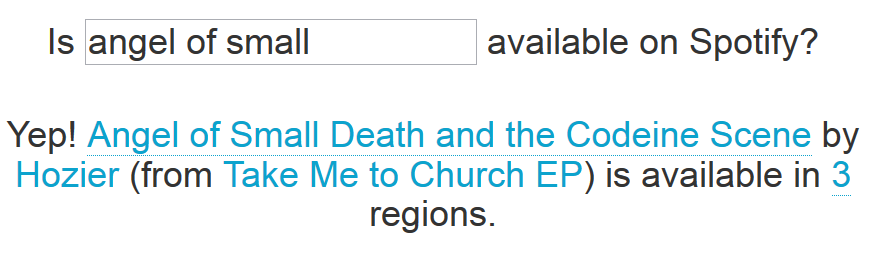 Is angel of small available on Spotify?
Yep! Angel of Small Death and the Codeine Scene by
Hozier (from Take Me to Church EP) is available in 3
regions.